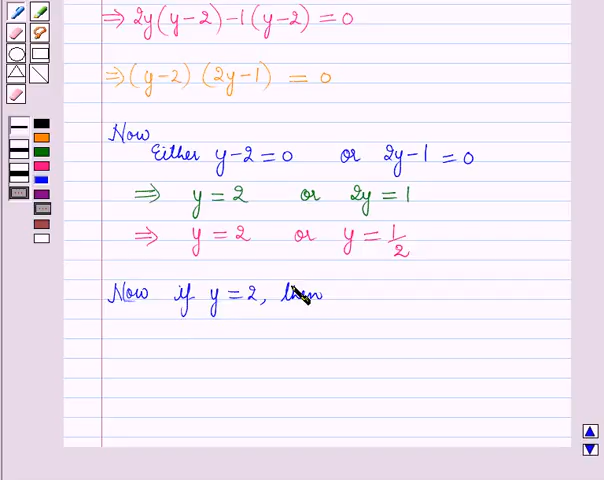 ⇒ 2y(y-2)-1(y-2)=0
⇒(y-2) (2y-1) = 0
Now
Either y-2=0 or 2y-1=0
⇒ y=2 or 2y=1
⇒ y=2 or y=1/2
Now if y=2, then